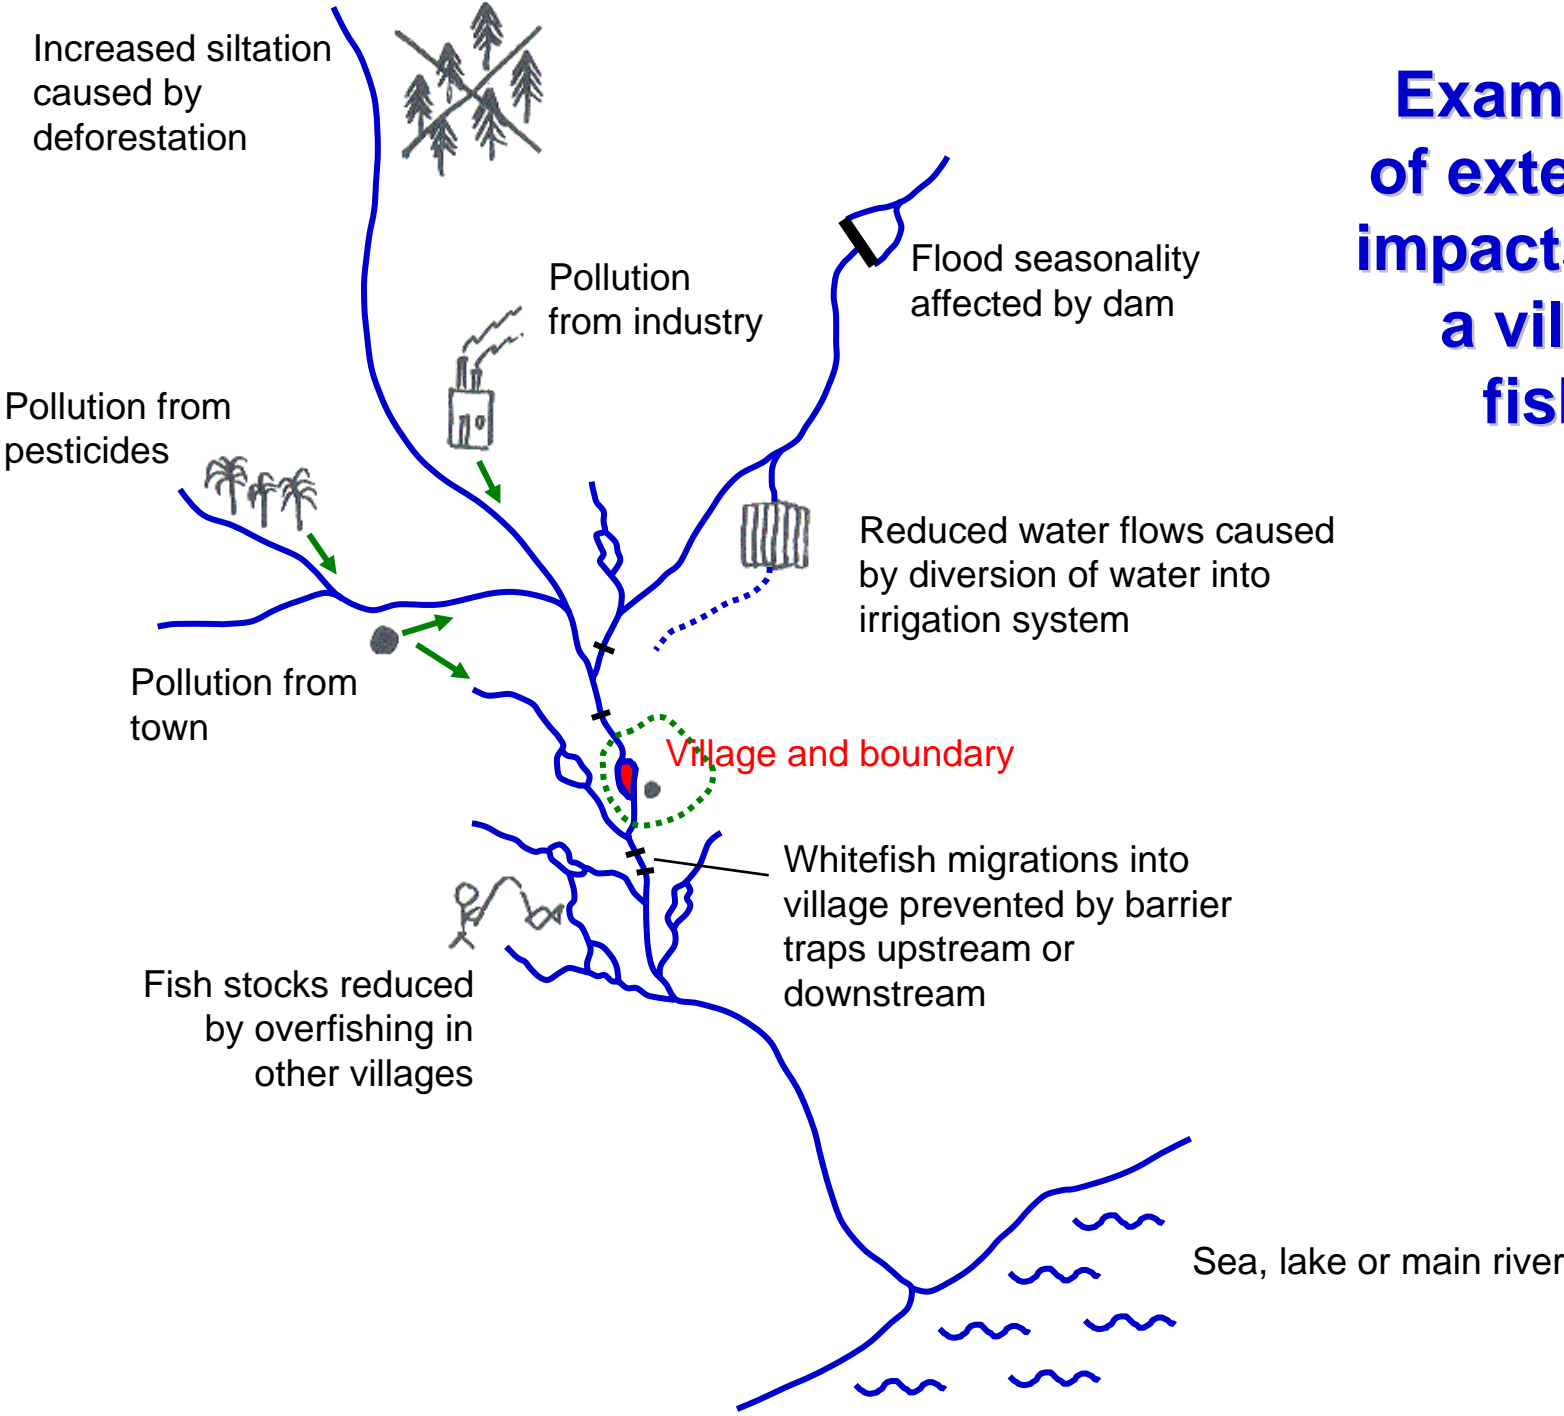 Increased siltation
caused by
deforestation
Exam
of exte
impacts
a vil
fish
Pollution
from industry
Flood seasonality
affected by dam
Pollution from
pesticides
Reduced water flows caused
by diversion of water into
irrigation system
Pollution from
town
Village and boundary
Whitefish migrations into
village prevented by barrier
traps upstream or
downstream
Fish stocks reduced
by overfishing in
other villages
Sea, lake or main river